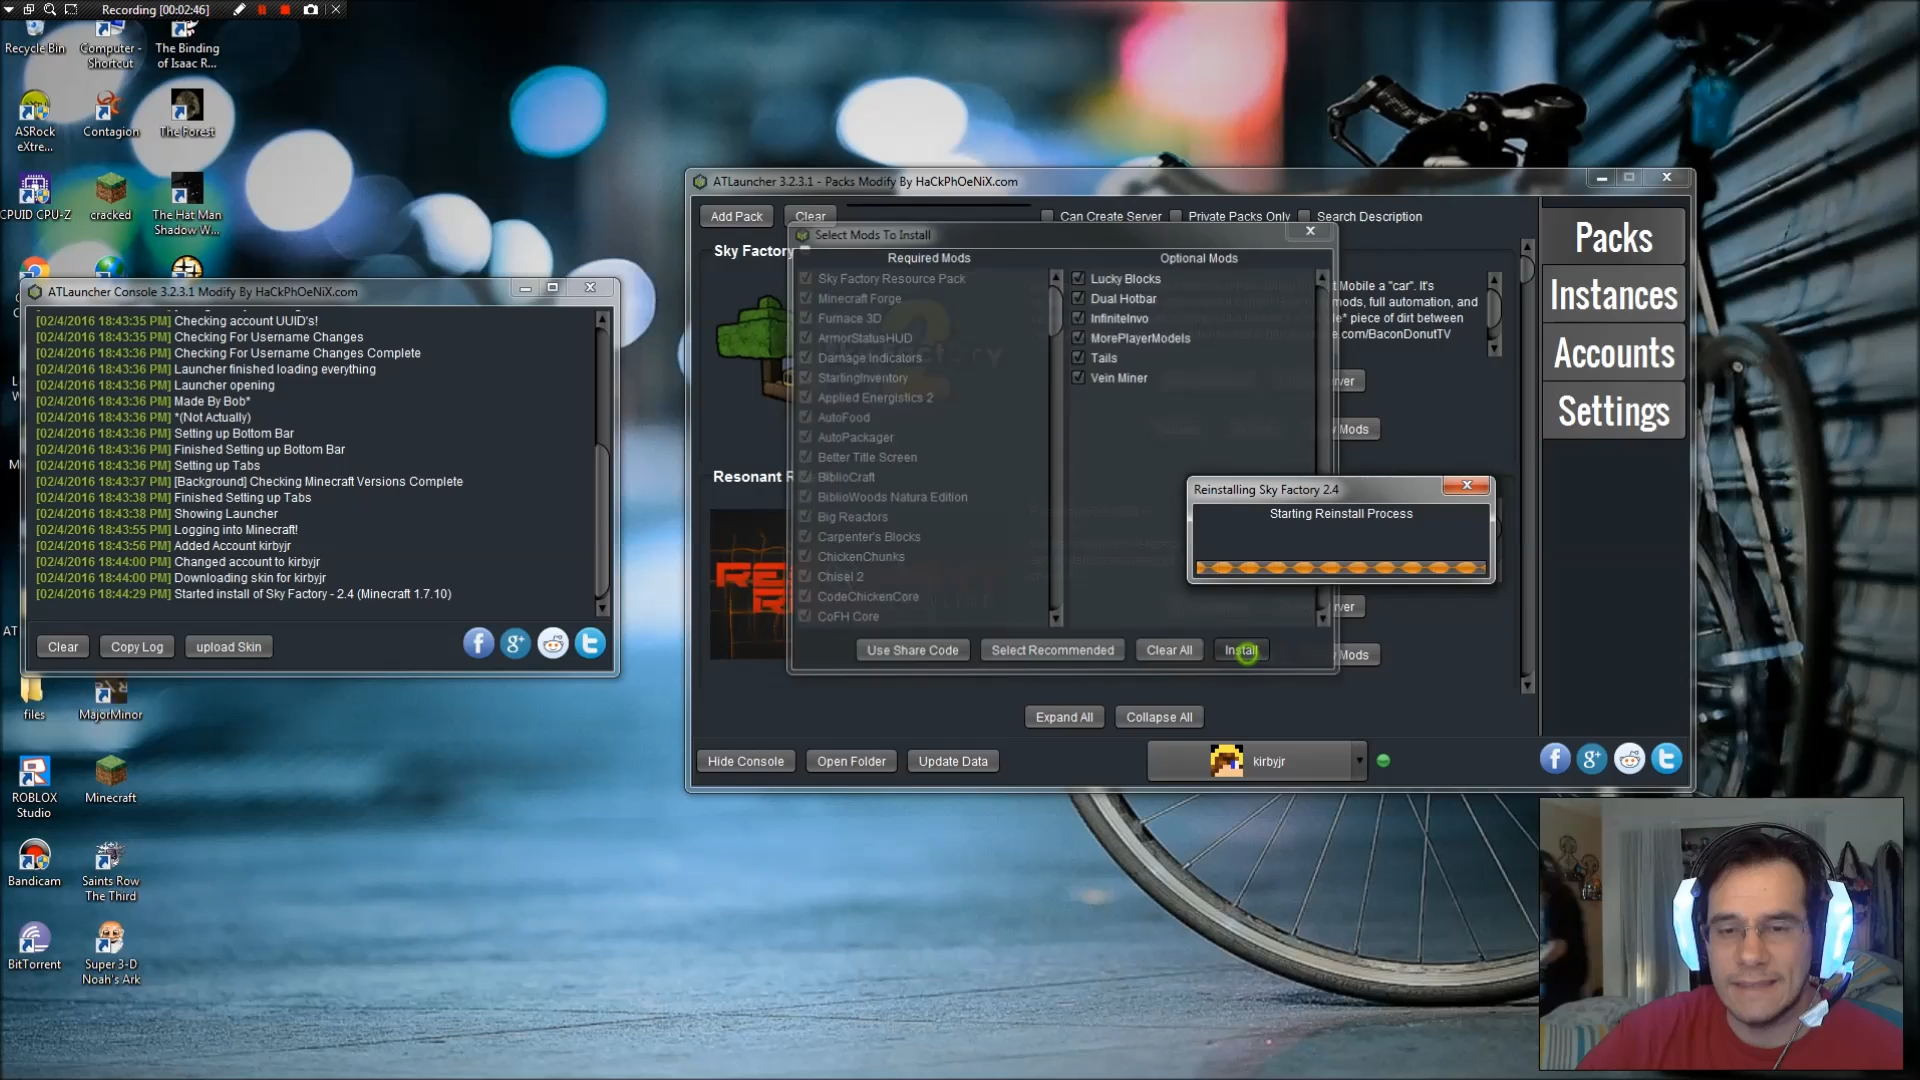 Recording [00:02:46]
Recycle Bin
Computer - Shortcut
The Binding of Isaac R...
ASRock eXtre...
Contagion
The Forest
CPUID CPU-Z
cracked
The Hat Man Shadow W...
ATLauncher Console 3.2.3.1 Modify By HaCkPhOeNiX.com
[02/4/2016 18:43:35 PM] Checking account UUID's!
[02/4/2016 18:43:35 PM] Checking For Username Changes
[02/4/2016 18:43:36 PM] Checking For Username Changes Complete
[02/4/2016 18:43:36 PM] Launcher finished loading everything
[02/4/2016 18:43:36 PM] Launcher opening
[02/4/2016 18:43:36 PM] Made By Bob*
[02/4/2016 18:43:36 PM] *(Not Actually)
[02/4/2016 18:43:36 PM] Setting up Bottom Bar
[02/4/2016 18:43:36 PM] Finished Setting up Bottom Bar
[02/4/2016 18:43:36 PM] Setting up Tabs
[02/4/2016 18:43:37 PM] [Background] Checking Minecraft Versions Complete
[02/4/2016 18:43:38 PM] Finished Setting up Tabs
[02/4/2016 18:43:38 PM] Showing Launcher
[02/4/2016 18:43:55 PM] Logging into Minecraft!
[02/4/2016 18:43:56 PM] Added Account kirbyjr
[02/4/2016 18:44:00 PM] Changed account to kirbyjr
[02/4/2016 18:44:00 PM] Downloading skin for kirbyjr
[02/4/2016 18:44:29 PM] Started install of Sky Factory - 2.4 (Minecraft 1.7.10)
Clear
Copy Log
upload Skin
files
MajorMinor
ROBLOX Studio
Minecraft
Bandicam
Saints Row The Third
BitTorrent
Super 3-D Noah's Ark
ATLauncher 3.2.3.1 - Packs Modify By HaCkPhOeNiX.com
Add Pack
Clear
Can Create Server
Private Packs Only
Search Description
Sky Factory
Select Mods To Install
Required Mods
Sky Factory Resource Pack
Minecraft Forge
Furnace 3D
ArmorStatusHUD
Damage Indicators
StartingInventory
Applied Energistics 2
AutoFood
AutoPackager
Better Title Screen
BiblioCraft
BiblioWoods Natura Edition
Big Reactors
Carpenter's Blocks
ChickenChunks
Chisel 2
CodeChickenCore
CoFH Core
Optional Mods
Lucky Blocks
Dual Hotbar
InfiniteInvo
MorePlayerModels
Tails
Vein Miner
t Mobile a "car". It's
mods, full automation, and
le* piece of dirt between
e.com/BaconDonutTV
Mods
Resonant R
Reinstalling Sky Factory 2.4
Starting Reinstall Process
Mods
Use Share Code
Select Recommended
Clear All
Install
Expand All
Collapse All
Hide Console
Open Folder
Update Data
kirbyjr
Packs
Instances
Accounts
Settings